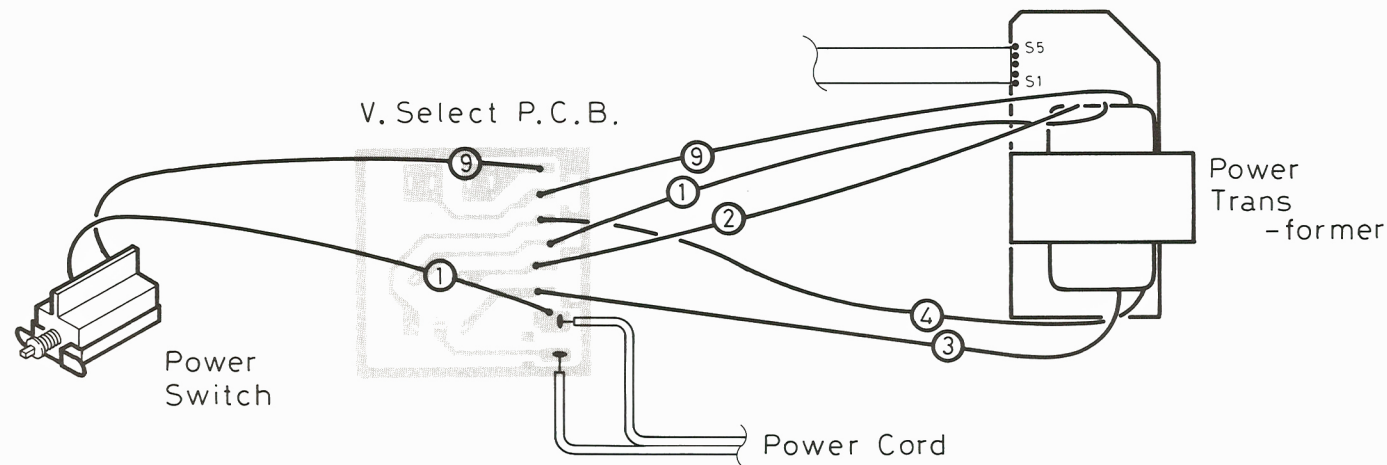 S5
S1
V. Select P.C.B.
9
9
1
2
Power
Trans
-former
1
4
3
Power
Switch
Power Cord